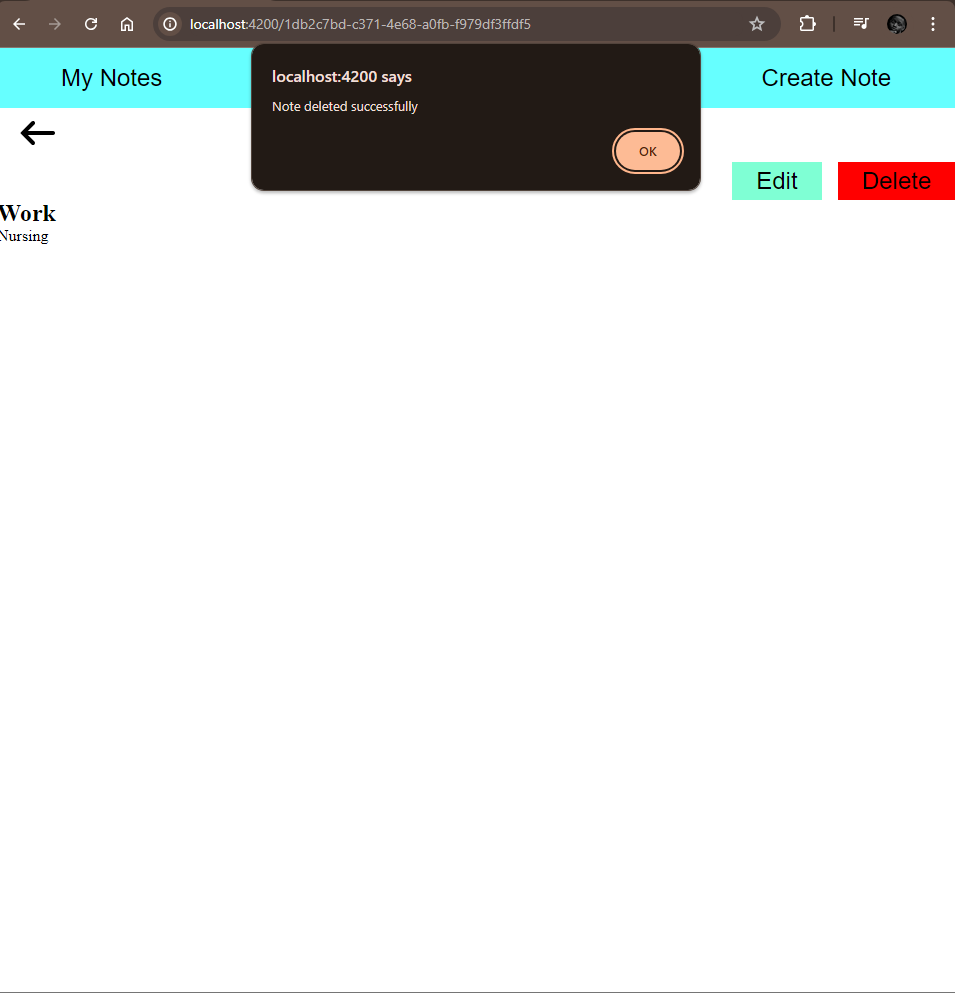 localhost:4200/1db2c7bd-c371-4e68-a0fb-f979df3ffdf5
My Notes
Create Note
localhost:4200 says
Note deleted successfully
OK
Edit
Delete
Work
Nursing